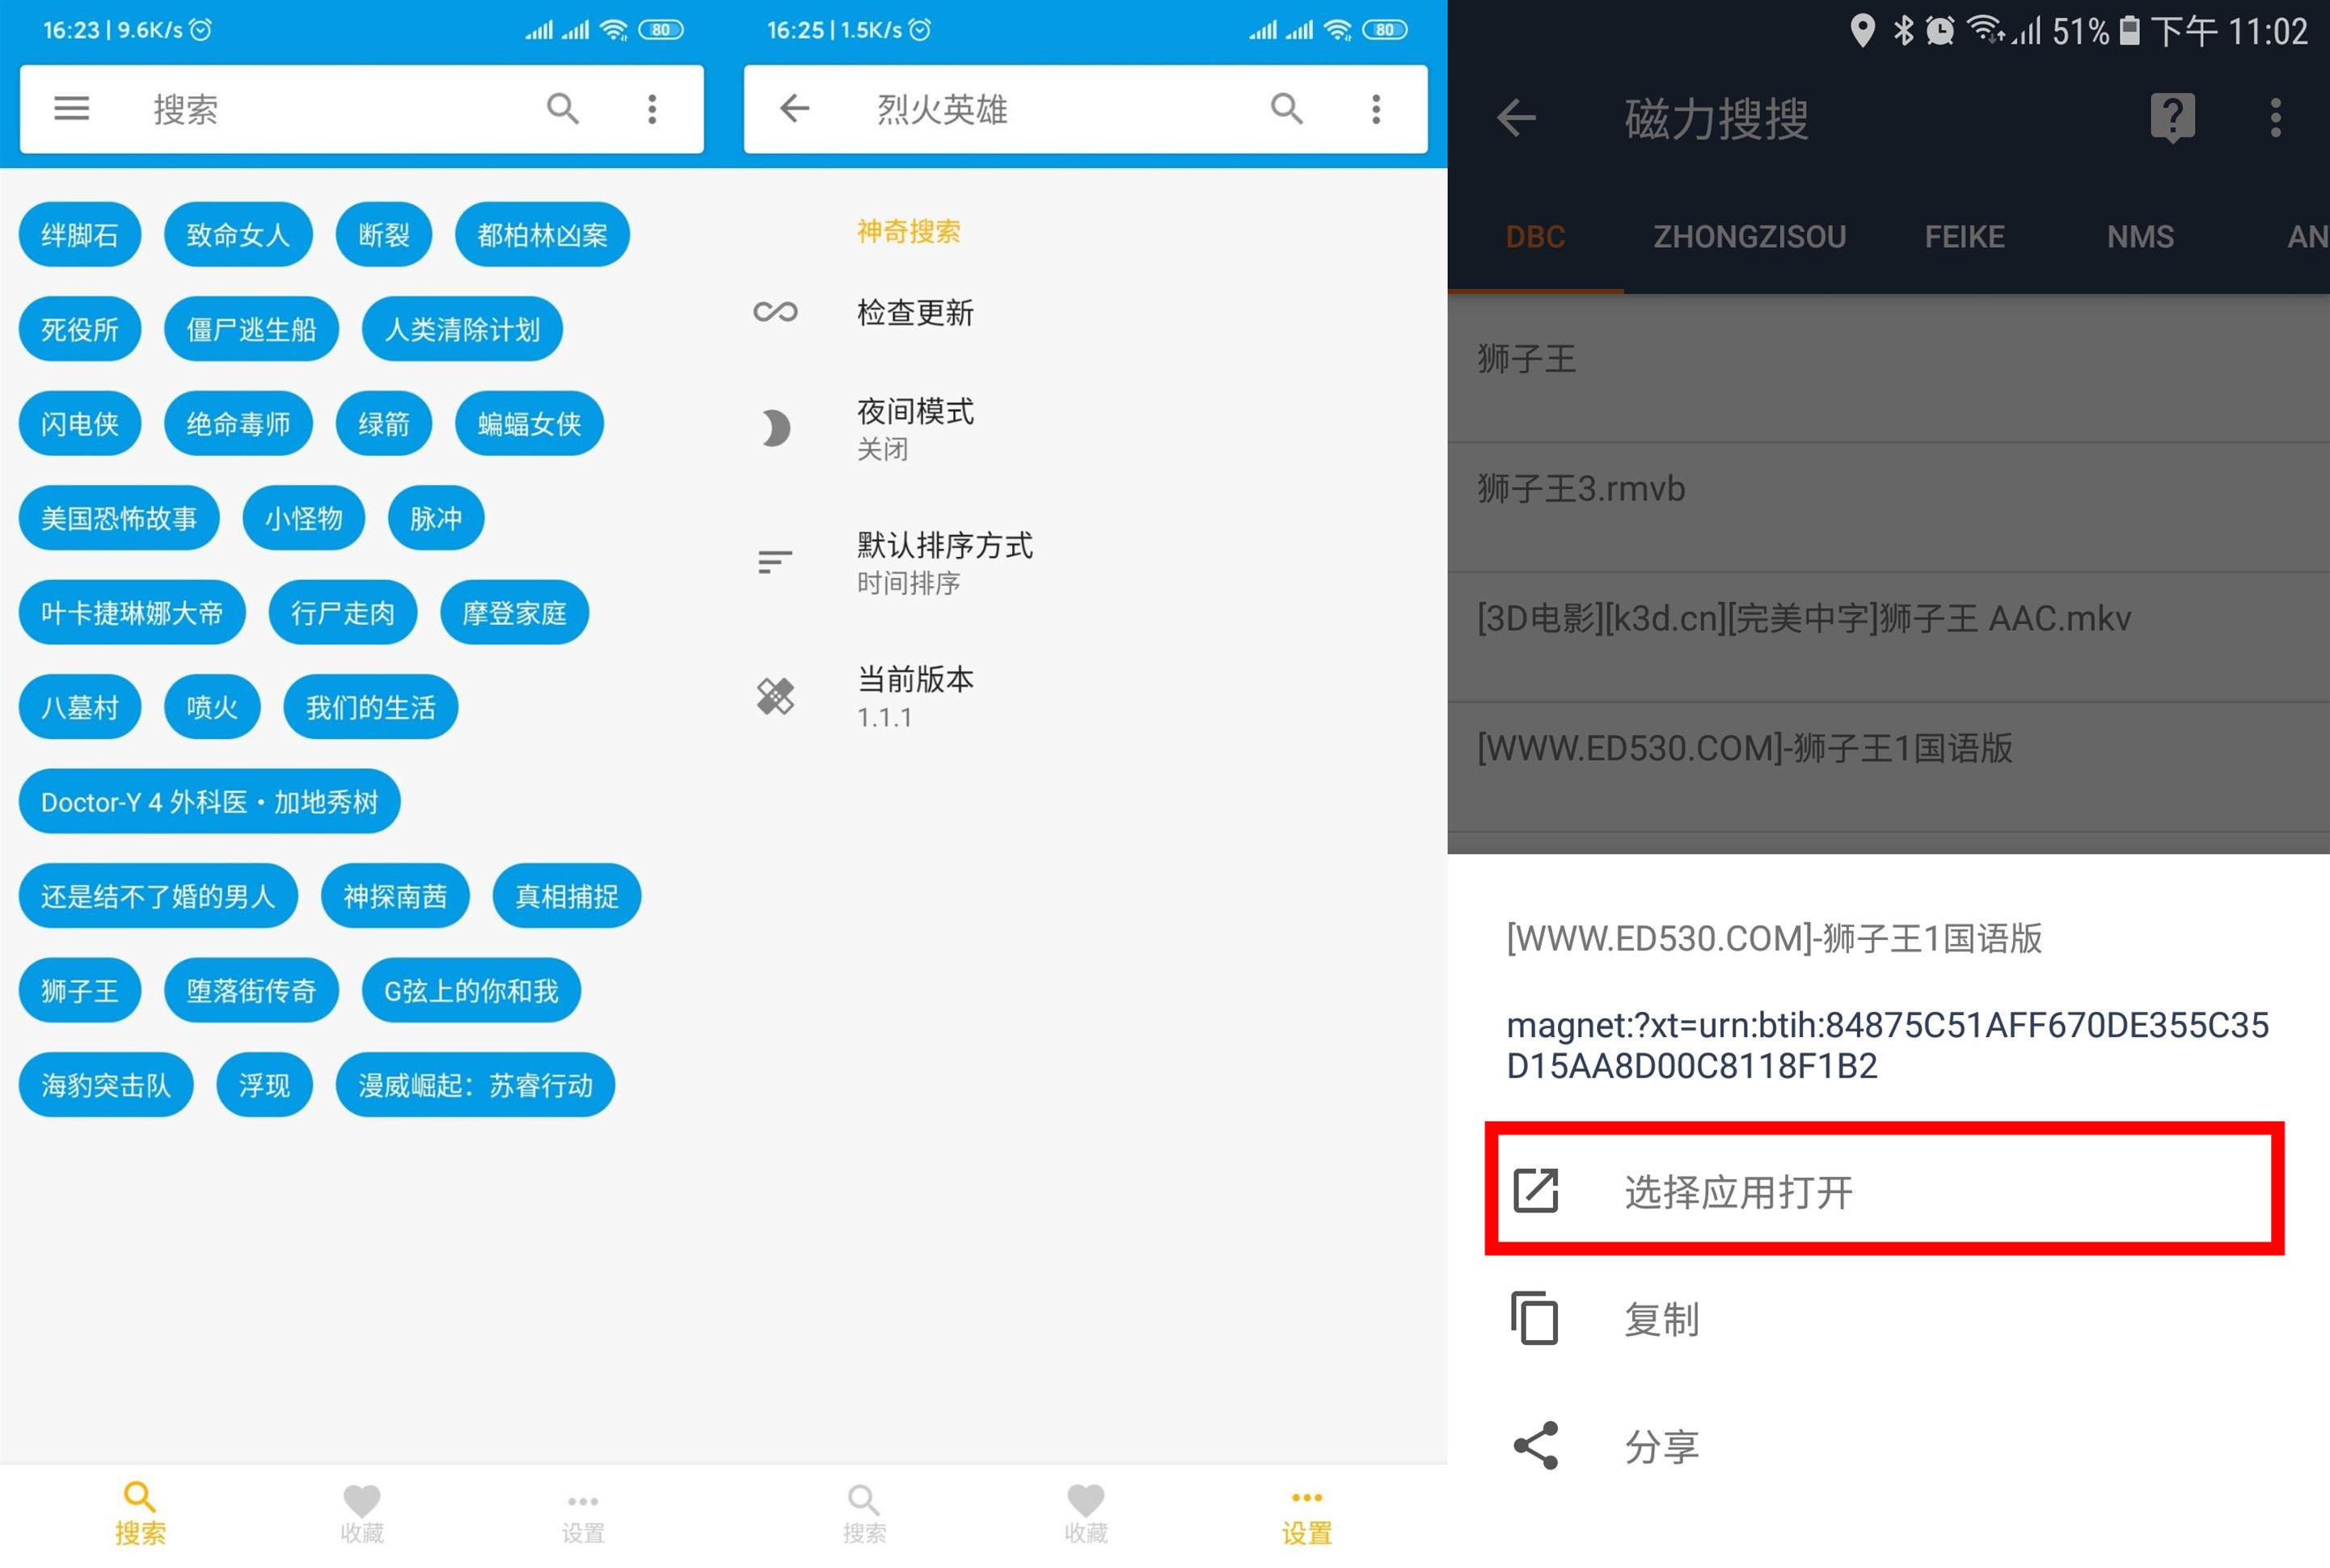 16:23 | 9.6K/s
80
搜索
绊脚石 致命女人 断裂 都柏林凶案
死役所 僵尸逃生船 人类清除计划
闪电侠 绝命毒师 绿箭 蝙蝠女侠
美国恐怖故事 小怪物 脉冲
叶卡捷琳娜大帝 行尸走肉 摩登家庭
八墓村 喷火 我们的生活
Doctor-Y 4 外科医・加地秀树
还是结不了婚的男人 神探南茜 真相捕捉
狮子王 堕落街传奇 G弦上的你和我
海豹突击队 浮现 漫威崛起：苏睿行动
搜索 收藏 设置
16:25 | 1.5K/s
80
烈火英雄
神奇搜索
检查更新
夜间模式
关闭
默认排序方式
时间排序
当前版本
1.1.1
搜索 收藏 设置
51% 下午 11:02
磁力搜搜
DBC ZHONGZISOU FEIKE NMS AN
狮子王
狮子王3.rmvb
[3D电影][k3d.cn][完美中字]狮子王 AAC.mkv
[WWW.ED530.COM]-狮子王1国语版
[WWW.ED530.COM]-狮子王1国语版
magnet:?xt=urn:btih:84875C51AFF670DE355C35
D15AA8D00C8118F1B2
选择应用打开
复制
分享